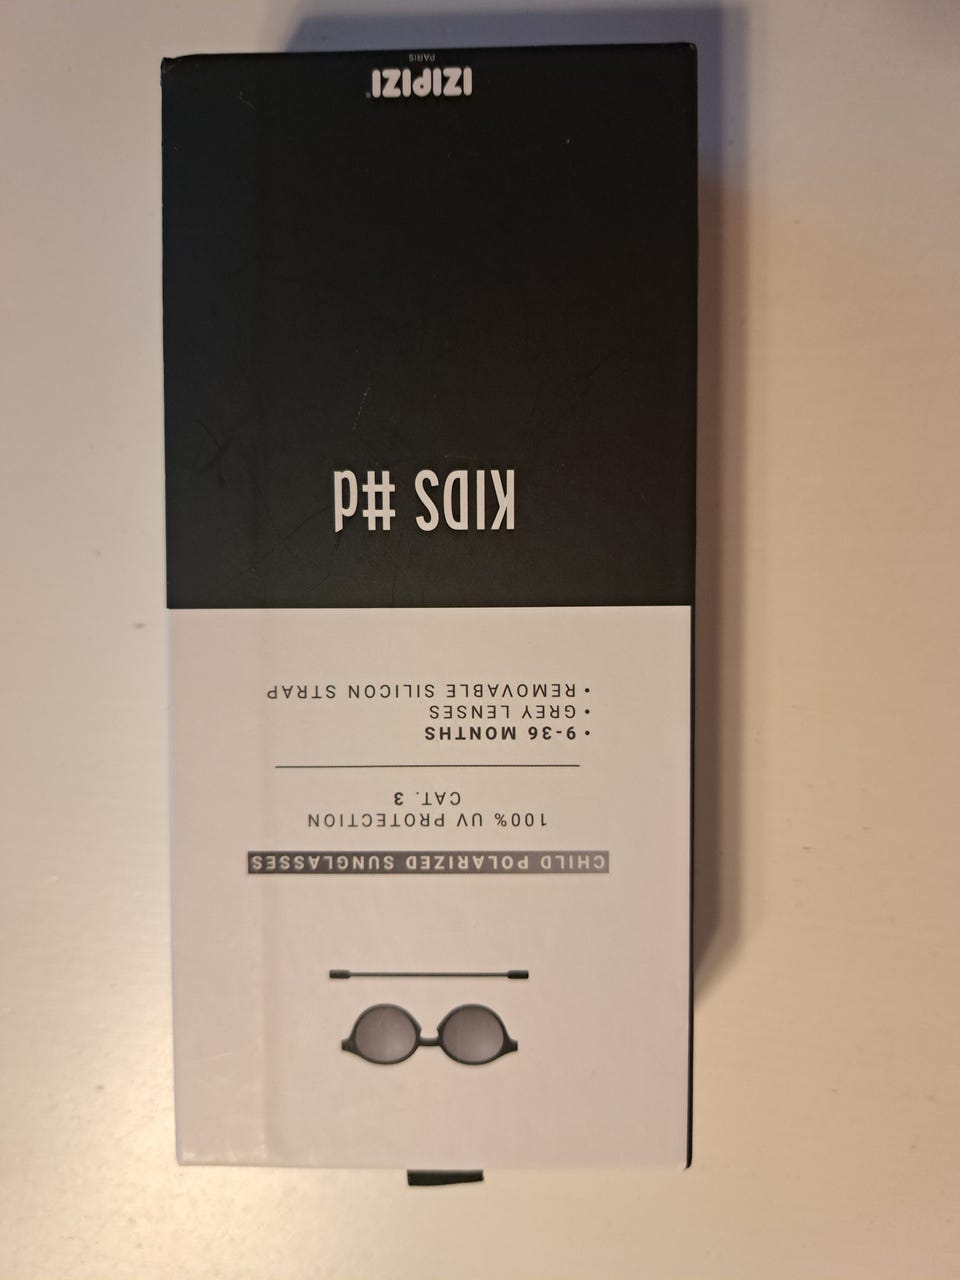 CHILD POLARIZED SUNGLASSES
100% UV PROTECTION
CAT. 3
• 9-36 MONTHS
• GREY LENSES
• REMOVABLE SILICON STRAP
KIDS #d
IZIPIZI®
PARIS